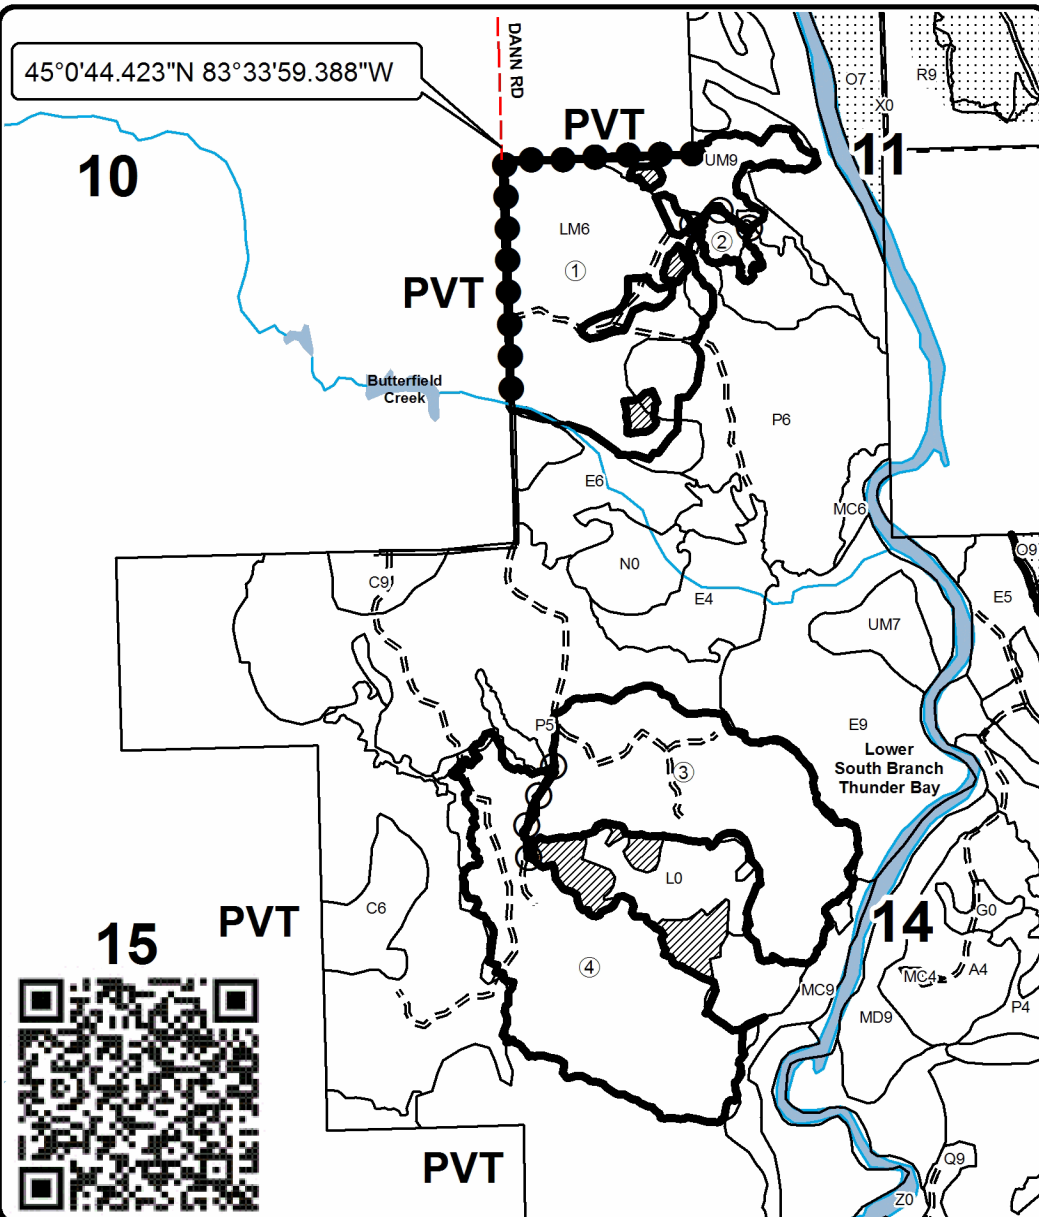 45°0'44.423"N 83°33'59.388"W
DANN RD
PVT
O7
R9
X0
11
10
UM9
LM6
2
1
PVT
Butterfield
Creek
P6
E6
MC6
N0
O9
C9
E4
E5
UM7
P5
E9
Lower
South Branch
Thunder Bay
3
L0
C6
PVT
14
G0
15
4
MC4
A4
MC9
P4
MD9
PVT
Q9
Z0